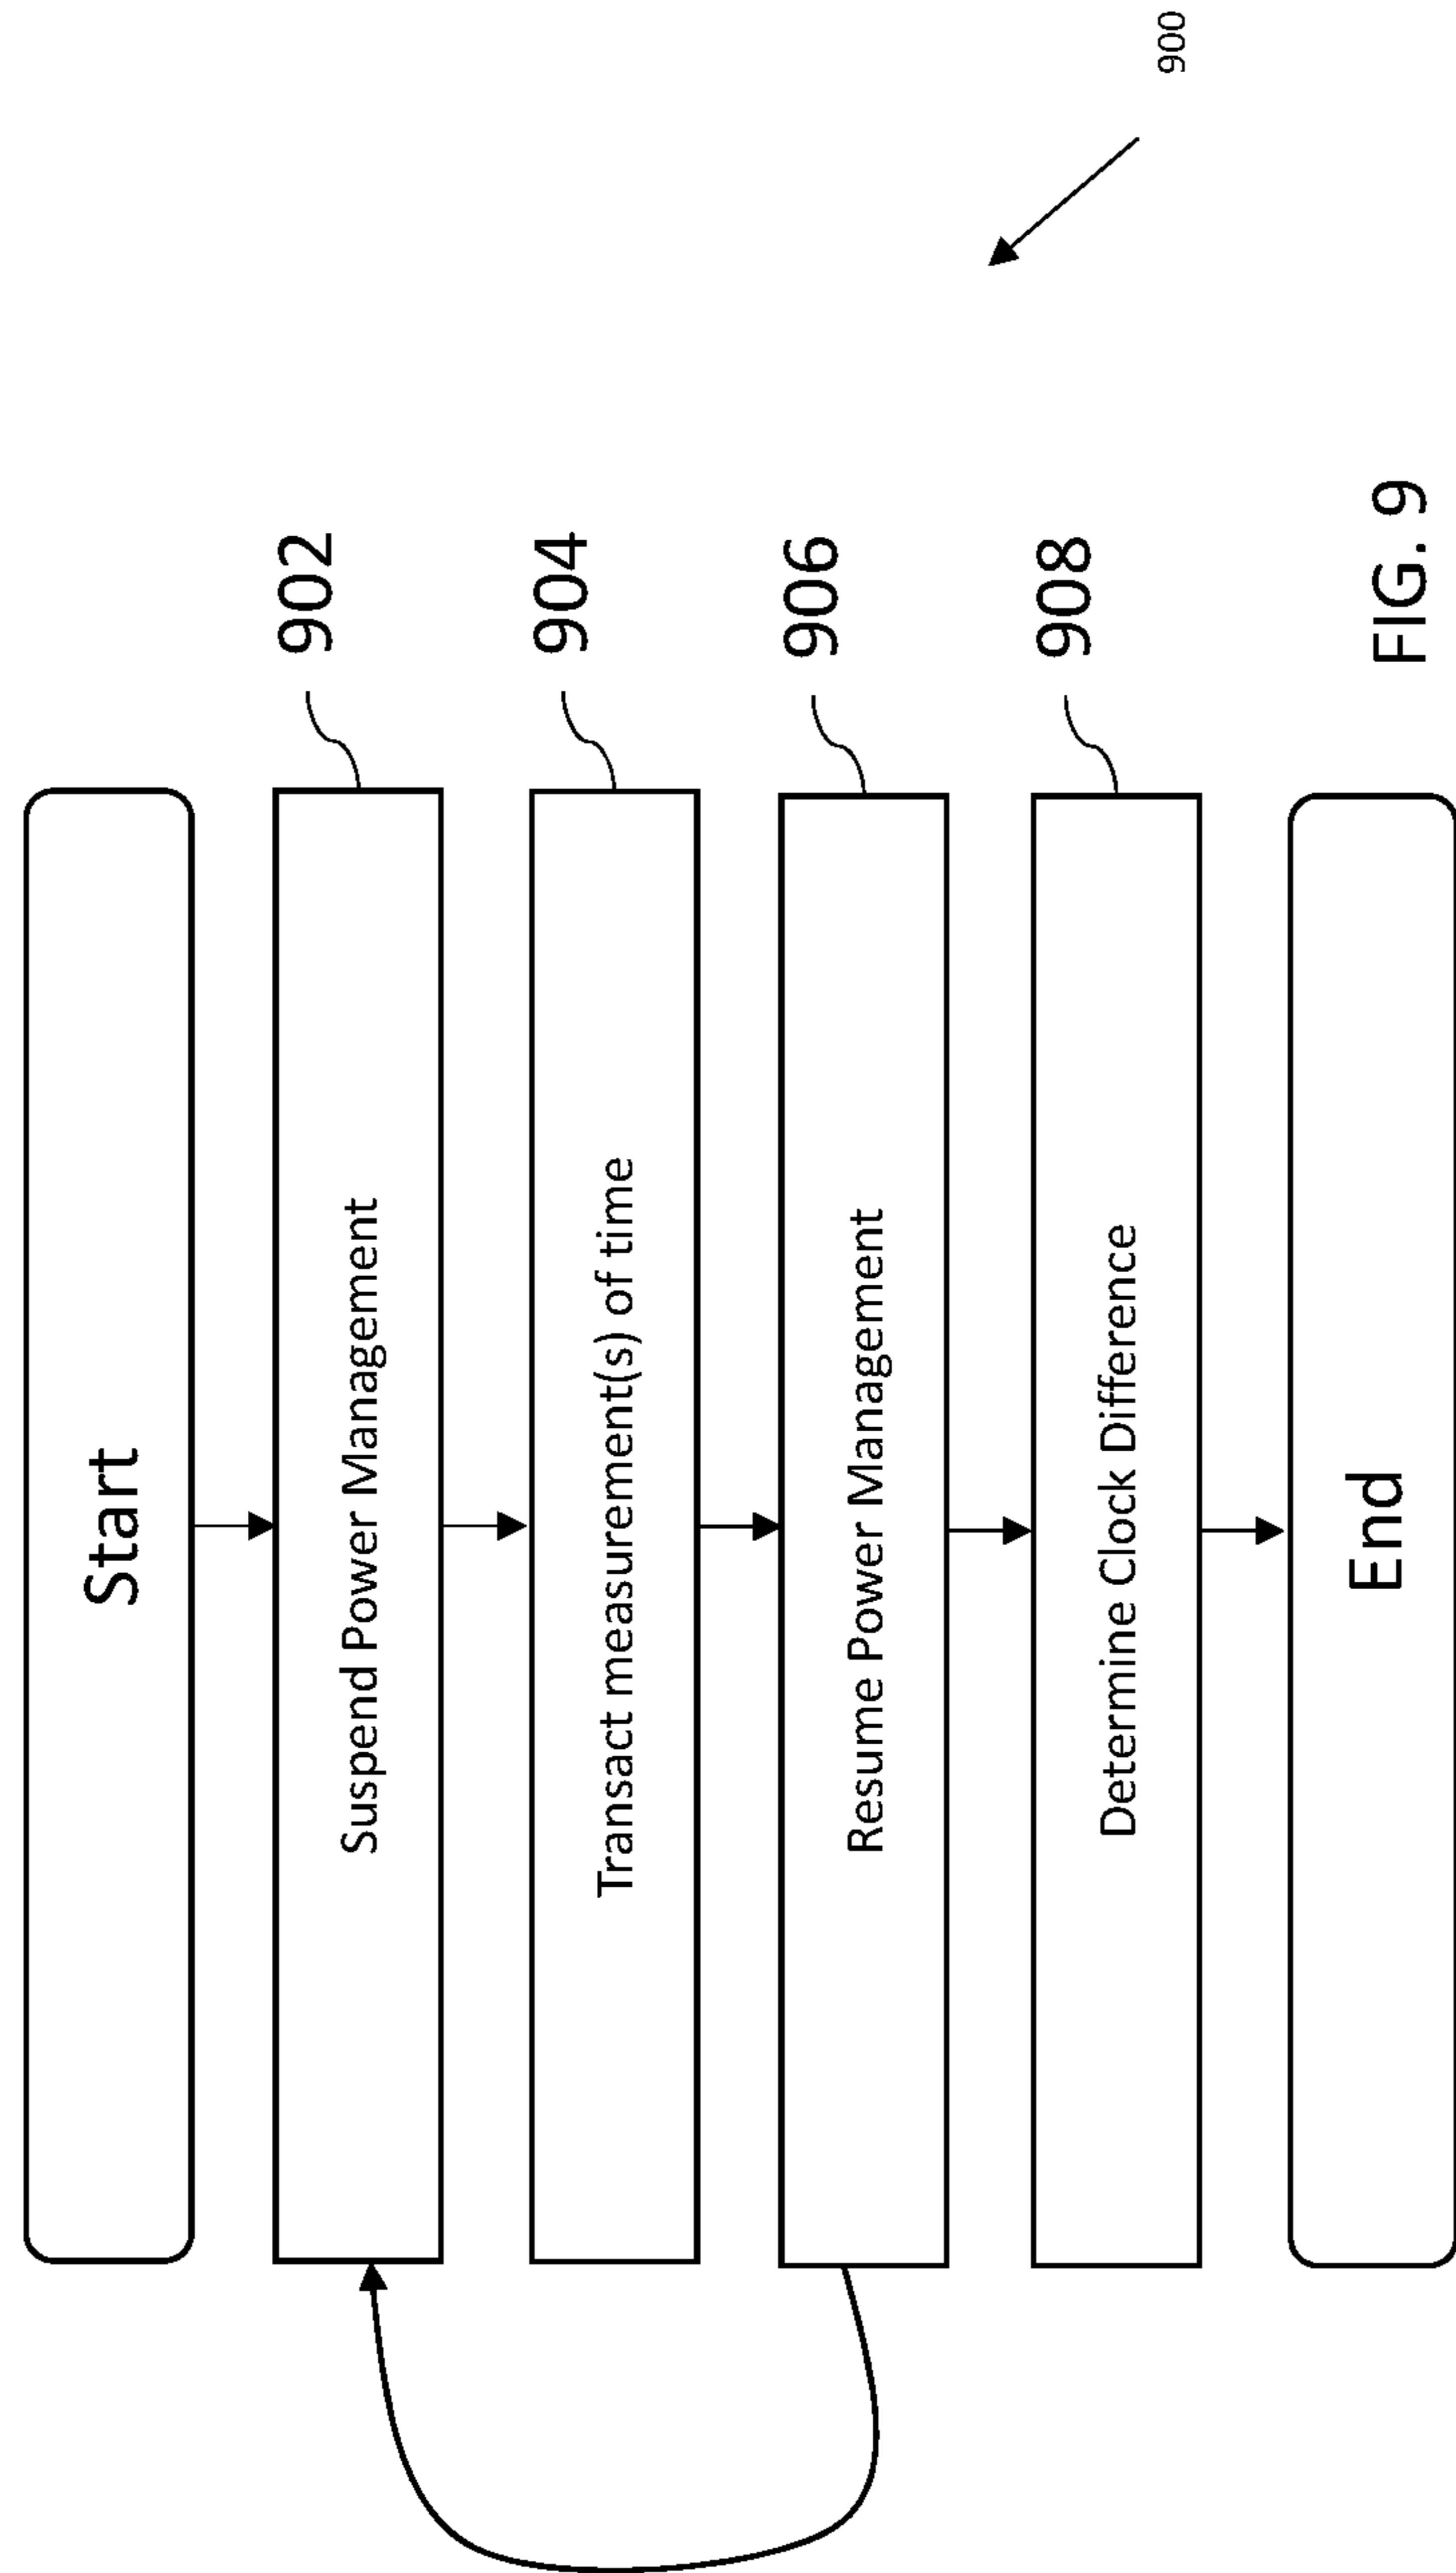 Start
Suspend Power Management
902
Transact measurement(s) of time
904
Resume Power Management
906
Determine Clock Difference
908
End
FIG. 9
900